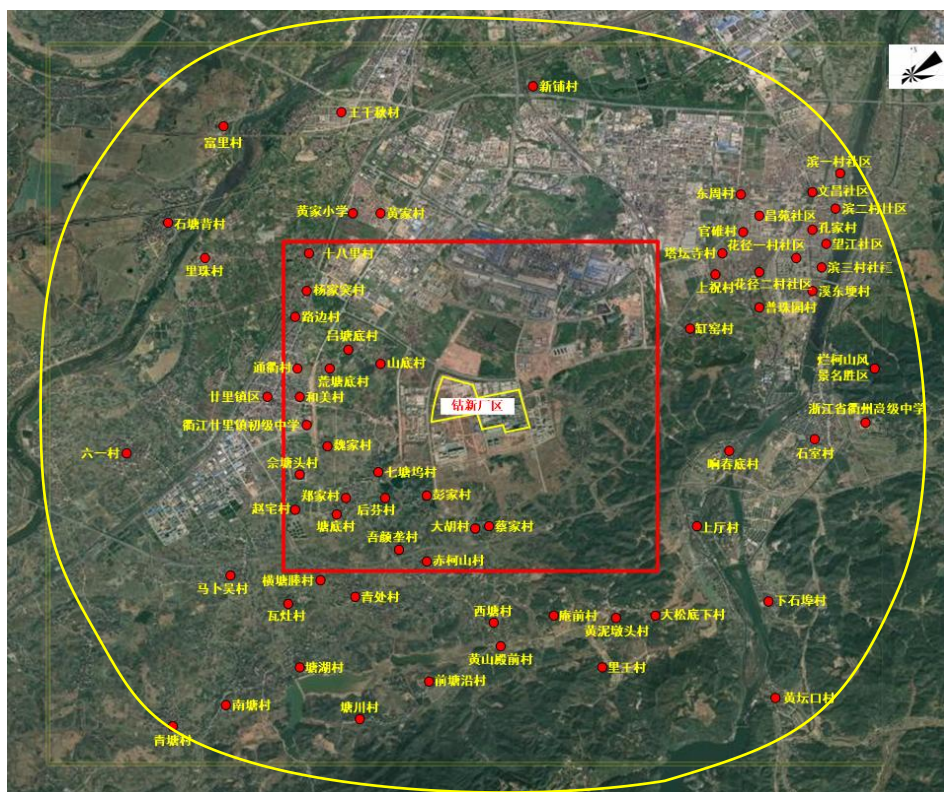 新铺村
王千秋村
富里村
滨一村社区
东周村
文昌社区
黄家小学
黄家村
昌苑社区
滨二村社区
石塘背村
官碓村
孔家村
花径一村社区
望江社区
十八里村
塔坛寺村
里珠村
滨三村社区
上祝村
花径二村社区
杨家突村
溪东埂村
普珠园村
路边村
缸窑村
吕塘底村
山底村
通衢村
荒塘底村
烂柯山风
景名胜区
廿里镇区
和美村
钴新厂区
浙江省衢州高级中学
衢江廿里镇初级中学
魏家村
石室村
六一村
响春底村
佘塘头村
七塘坞村
郑家村
后芬村
彭家村
赵宅村
塘底村
大胡村
蔡家村
上厅村
吾颜垄村
赤柯山村
马卜吴村
横塘滕村
青处村
瓦灶村
西塘村
庵前村
黄泥墩头村
大松底下村
下石埠村
黄山殿前村
塘湖村
里王村
前塘沿村
南塘村
塘川村
黄坛口村
青塘村